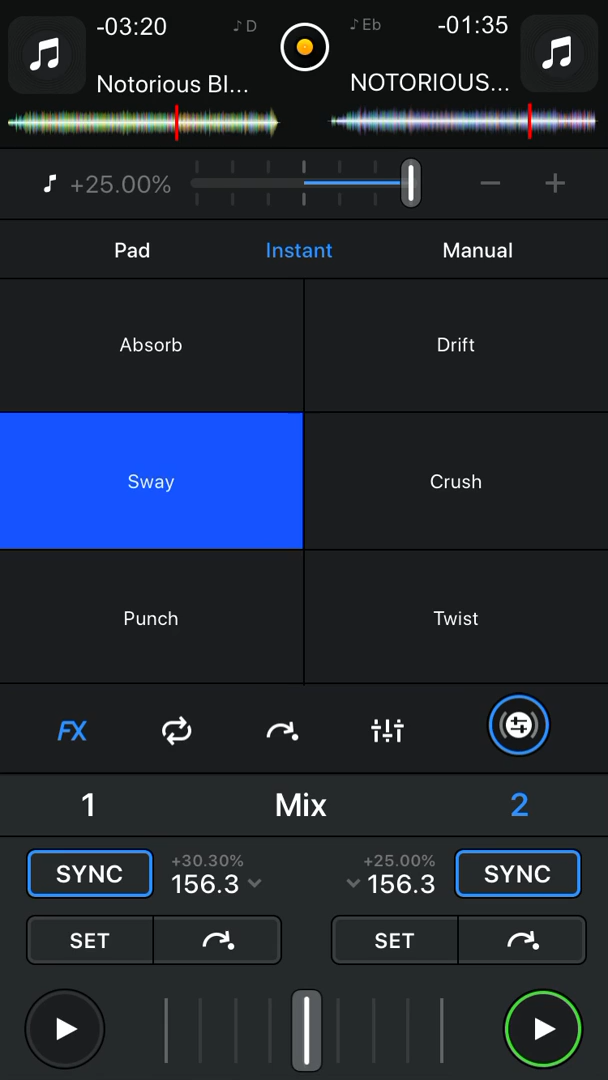 -03:20
♪ D
♪ Eb
-01:35
Notorious BI...
NOTORIOUS...
+25.00%
Pad
Instant
Manual
Absorb
Drift
Sway
Crush
Punch
Twist
FX
1
Mix
2
SYNC
+30.30%
156.3
+25.00%
156.3
SYNC
SET
SET